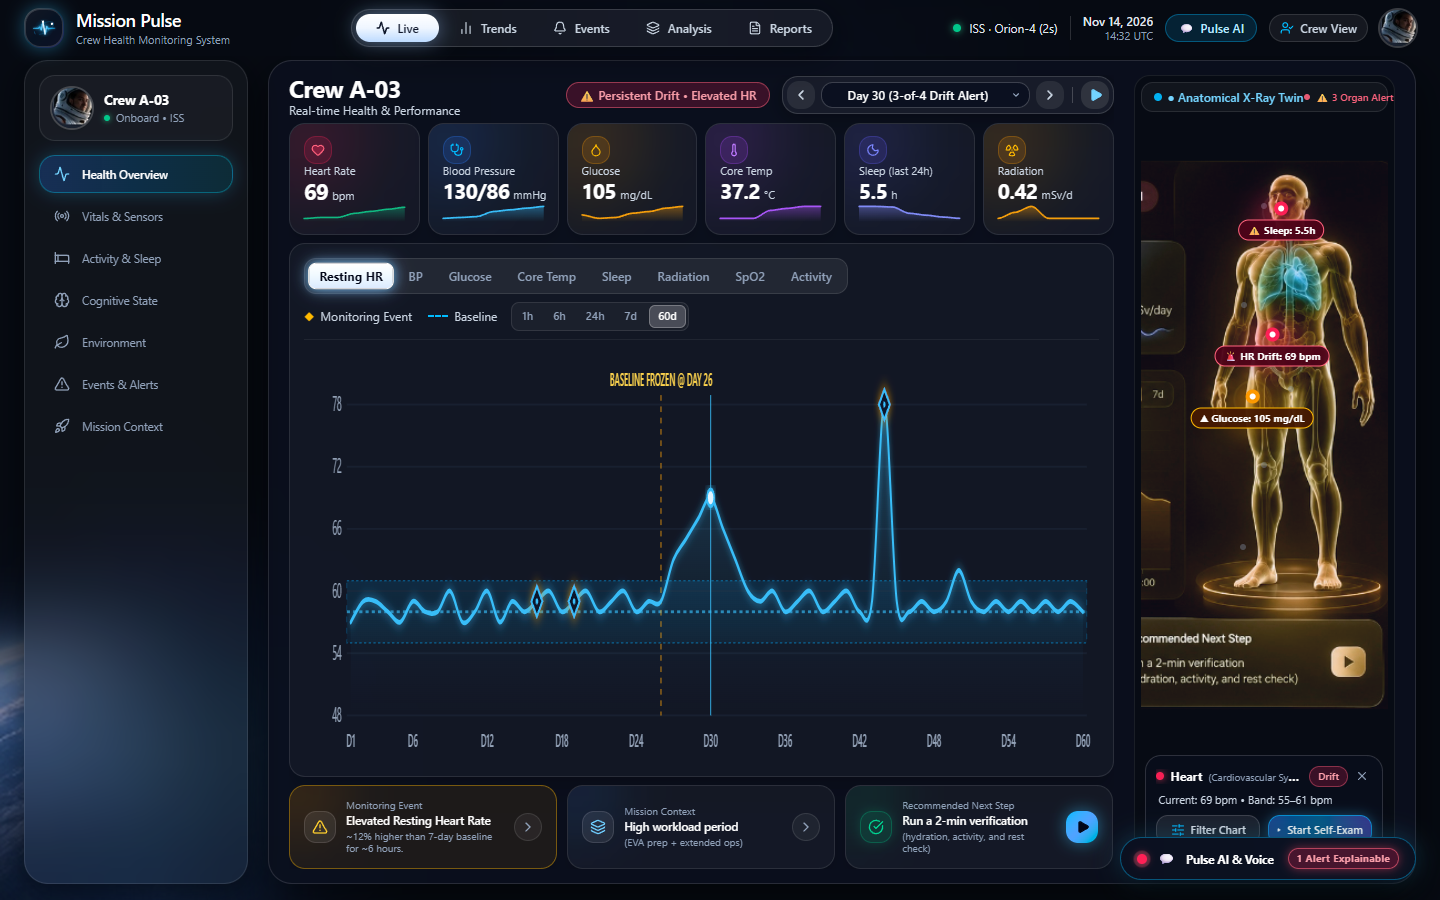 Mission Pulse
Crew Health Monitoring System
Live
Trends
Events
Analysis
Reports
ISS · Orion-4 (2s)
Nov 14, 2026
14:32 UTC
Pulse AI
Crew View
Crew A-03
Onboard • ISS
Health Overview
Vitals & Sensors
Activity & Sleep
Cognitive State
Environment
Events & Alerts
Mission Context
Crew A-03
Real-time Health & Performance
Persistent Drift • Elevated HR
Day 30 (3-of-4 Drift Alert)
Heart Rate
69 bpm
Blood Pressure
130/86 mmHg
Glucose
105 mg/dL
Core Temp
37.2 °C
Sleep (last 24h)
5.5 h
Radiation
0.42 mSv/d
Resting HR
BP
Glucose
Core Temp
Sleep
Radiation
SpO2
Activity
Monitoring Event
Baseline
1h
6h
24h
7d
60d
BASELINE FROZEN @ DAY 26
78
72
66
60
54
48
D1
D6
D12
D18
D24
D30
D36
D42
D48
D54
D60
Monitoring Event
Elevated Resting Heart Rate
~12% higher than 7-day baseline
for ~6 hours.
Mission Context
High workload period
(EVA prep + extended ops)
Recommended Next Step
Run a 2-min verification
(hydration, activity, and rest
check)
● Anatomical X-Ray Twin
3 Organ Alert
Sleep: 5.5h
v/day
HR Drift: 69 bpm
7d
Glucose: 105 mg/dL
:00
ommended Next Step
n a 2-min verification
dration, activity, and rest check)
Heart (Cardiovascular Sy...
Drift
Current: 69 bpm • Band: 55–61 bpm
Filter Chart
Start Self-Exam
Pulse AI & Voice
1 Alert Explainable